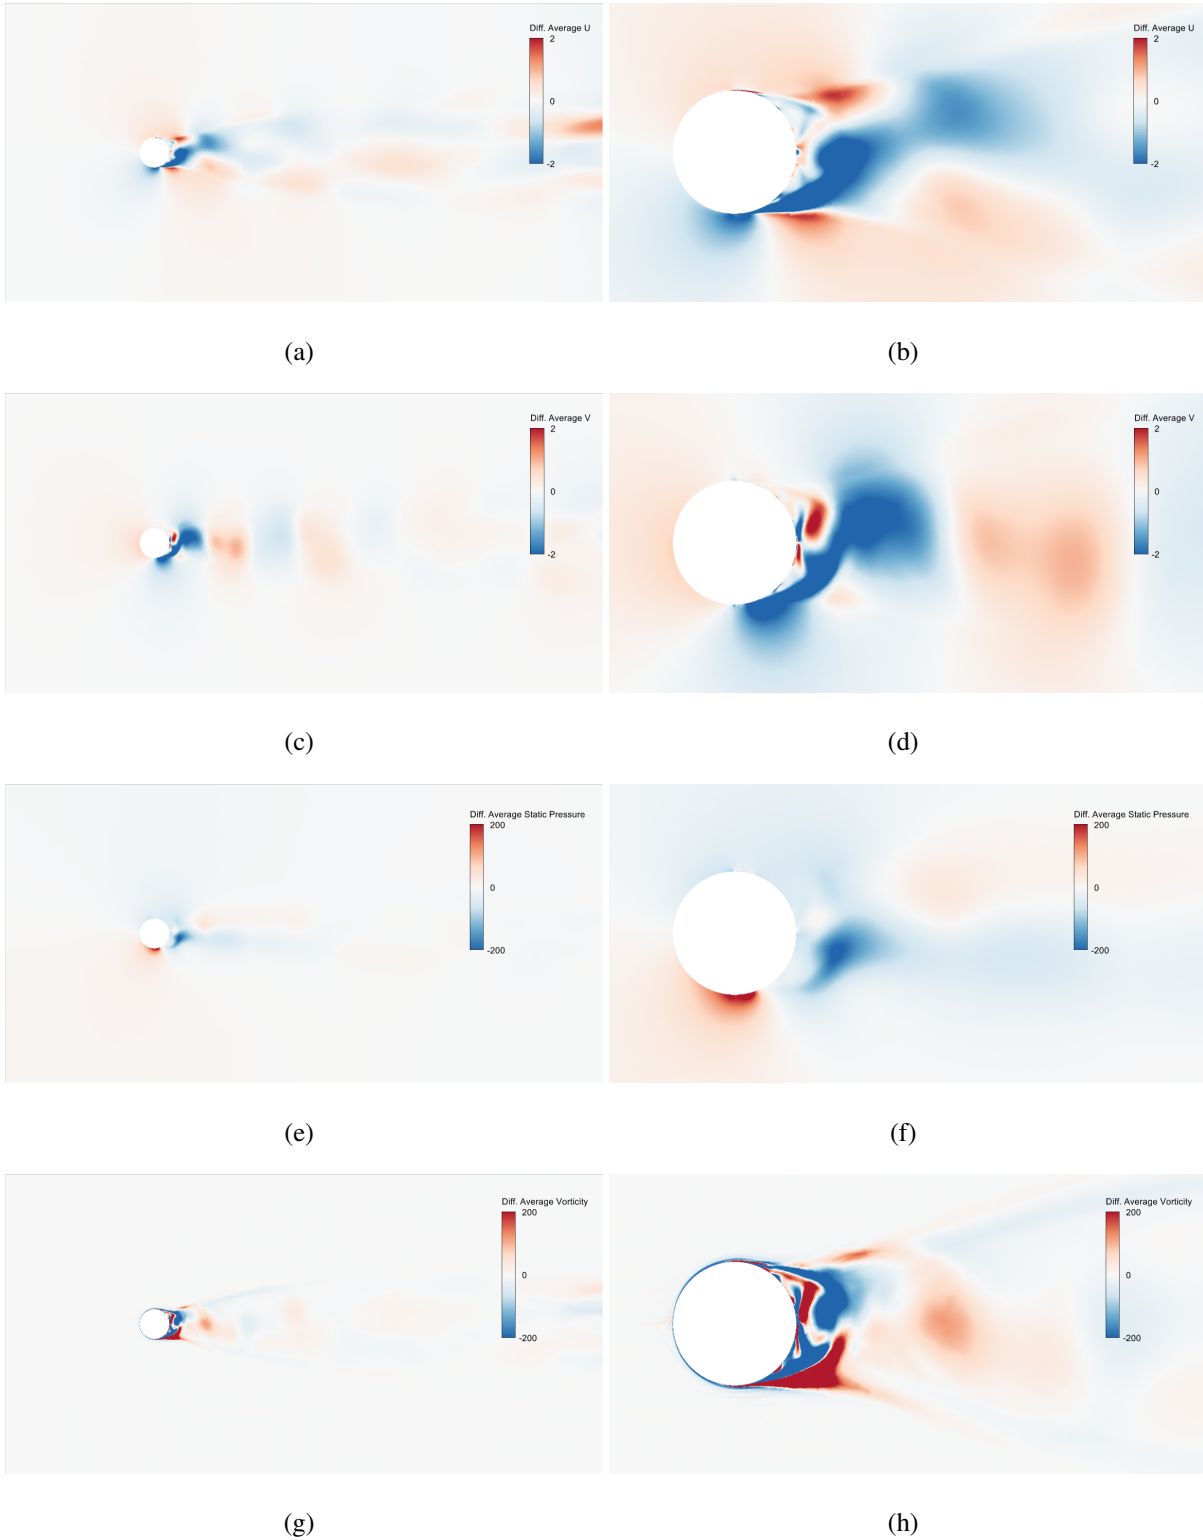 Diff. Average U
2
0
-2
(a)
Diff. Average U
2
0
-2
(b)
Diff. Average V
2
0
-2
(c)
Diff. Average V
2
0
-2
(d)
Diff. Average Static Pressure
200
0
-200
(e)
Diff. Average Static Pressure
200
0
-200
(f)
Diff. Average Vorticity
200
0
-200
(g)
Diff. Average Vorticity
200
0
-200
(h)